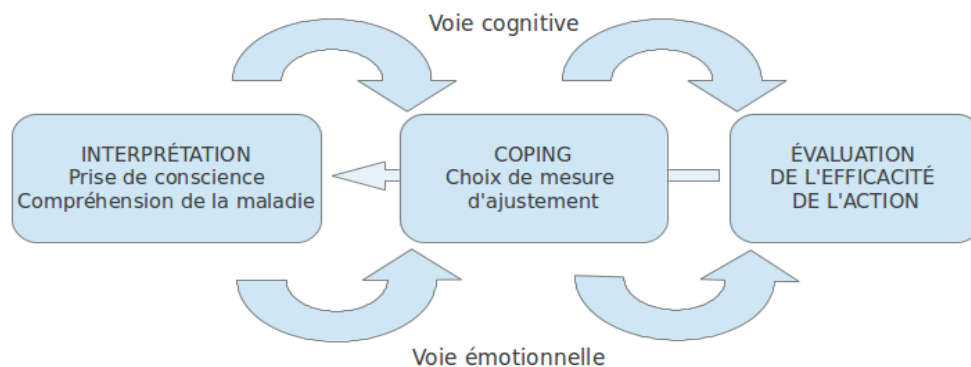 Voie cognitive
INTERPRÉTATION
Prise de conscience
Compréhension de la maladie
COPING
Choix de mesure
d'ajustement
ÉVALUATION
DE L'EFFICACITÉ
DE L'ACTION
Voie émotionnelle